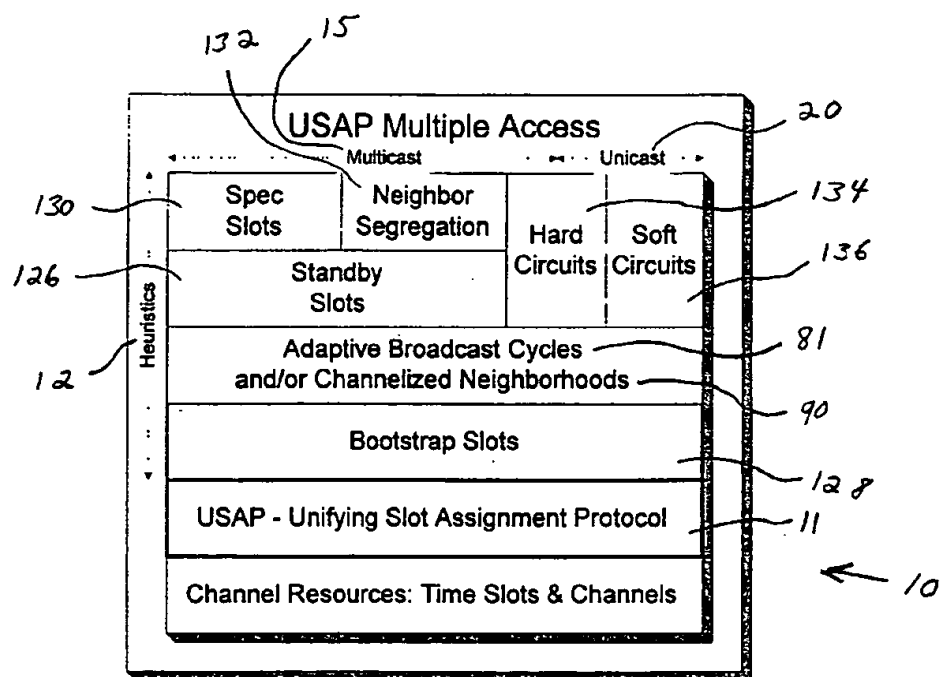 132
15
USAP Multiple Access
20
Multicast
Unicast
130
Spec
Slots
Neighbor
Segregation
134
Hard
Circuits
Soft
Circuits
126
Standby
Slots
136
Heuristics
12
Adaptive Broadcast Cycles
and/or Channelized Neighborhoods
81
90
Bootstrap Slots
128
USAP - Unifying Slot Assignment Protocol
11
Channel Resources: Time Slots & Channels
10